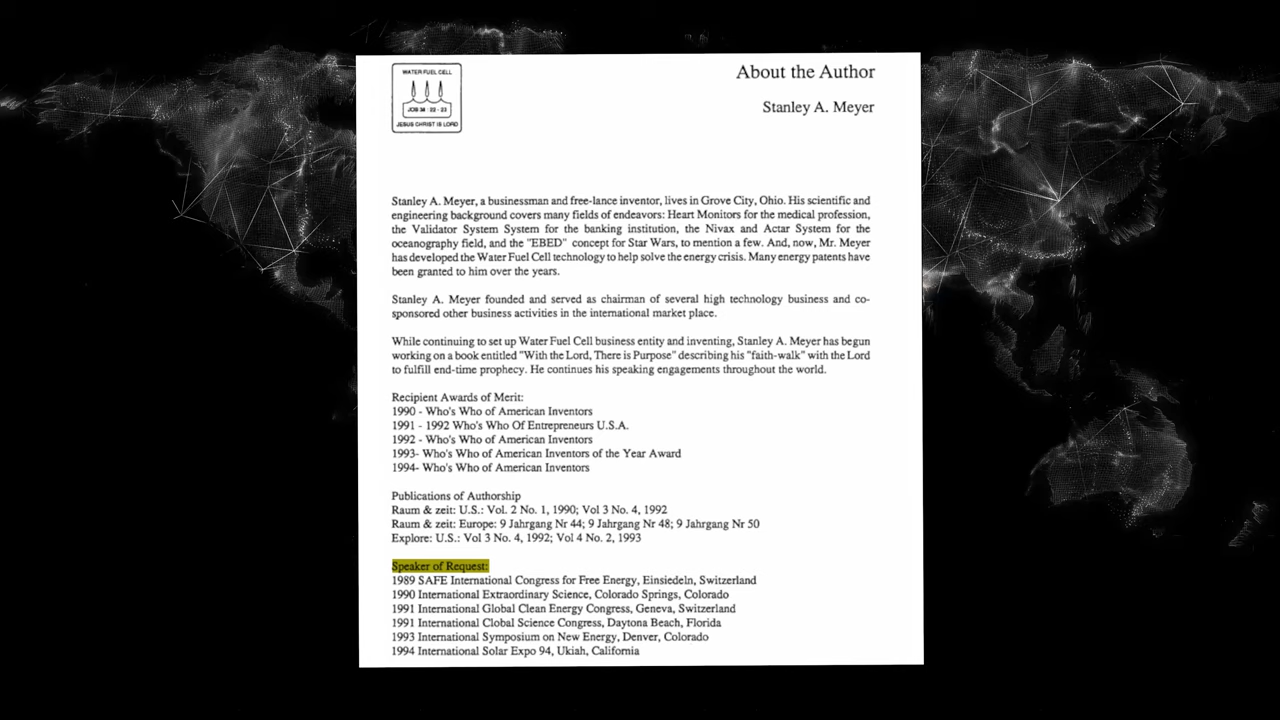 WATER FUEL CELL
JOB 38 : 22 - 23
JESUS CHRIST IS LORD
About the Author
Stanley A. Meyer
Stanley A. Meyer, a businessman and free-lance inventor, lives in Grove City, Ohio. His scientific and
engineering background covers many fields of endeavors: Heart Monitors for the medical profession,
the Validator System System for the banking institution, the Nivax and Actar System for the
oceanography field, and the "EBED" concept for Star Wars, to mention a few. And, now, Mr. Meyer
has developed the Water Fuel Cell technology to help solve the energy crisis. Many energy patents have
been granted to him over the years.
Stanley A. Meyer founded and served as chairman of several high technology business and co-
sponsored other business activities in the international market place.
While continuing to set up Water Fuel Cell business entity and inventing, Stanley A. Meyer has begun
working on a book entitled "With the Lord, There is Purpose" describing his "faith-walk" with the Lord
to fulfill end-time prophecy. He continues his speaking engagements throughout the world.
Recipient Awards of Merit:
1990 - Who's Who of American Inventors
1991 - 1992 Who's Who Of Entrepreneurs U.S.A.
1992 - Who's Who of American Inventors
1993- Who's Who of American Inventors of the Year Award
1994- Who's Who of American Inventors
Publications of Authorship
Raum & zeit: U.S.: Vol. 2 No. 1, 1990; Vol 3 No. 4, 1992
Raum & zeit: Europe: 9 Jahrgang Nr 44; 9 Jahrgang Nr 48; 9 Jahrgang Nr 50
Explore: U.S.: Vol 3 No. 4, 1992; Vol 4 No. 2, 1993
Speaker of Request:
1989 SAFE International Congress for Free Energy, Einsiedeln, Switzerland
1990 International Extraordinary Science, Colorado Springs, Colorado
1991 International Global Clean Energy Congress, Geneva, Switzerland
1991 International Clobal Science Congress, Daytona Beach, Florida
1993 International Symposium on New Energy, Denver, Colorado
1994 International Solar Expo 94, Ukiah, California